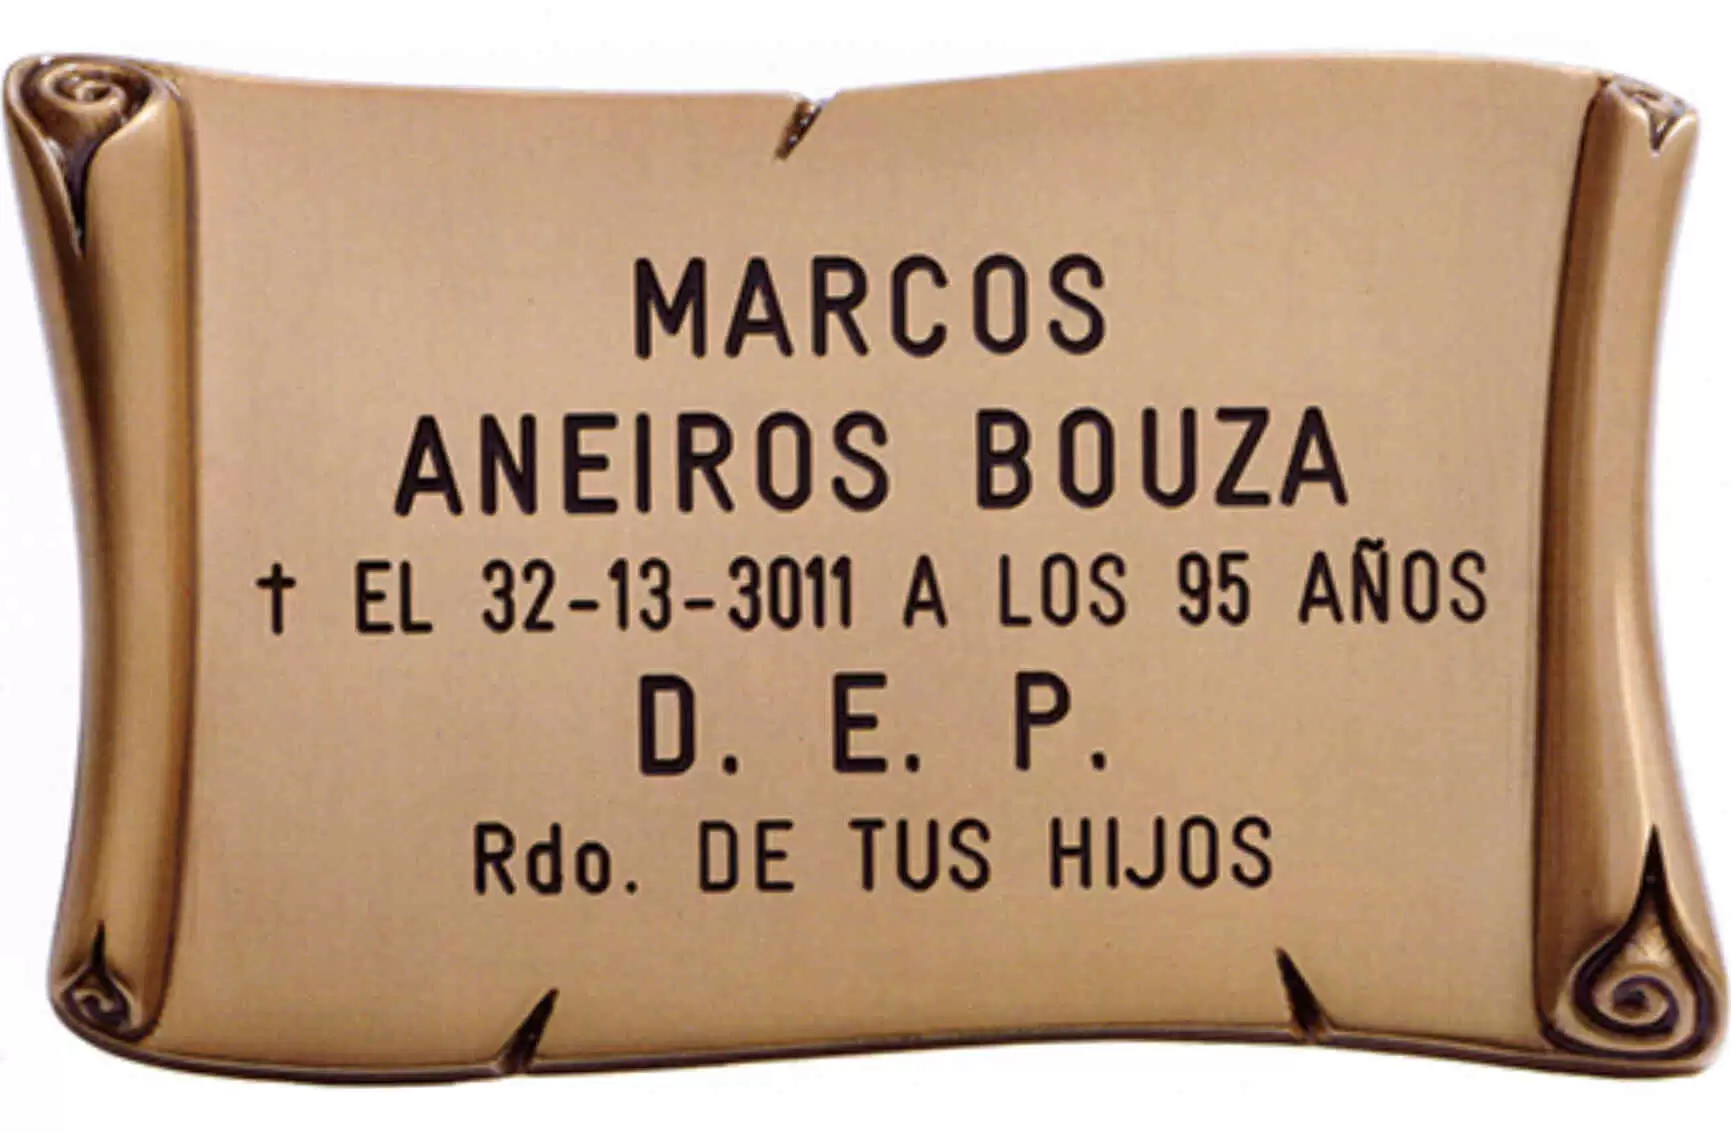 MARCOS
ANEIROS BOUZA
† EL 32-13-3011 A LOS 95 AÑOS
D. E. P.
Rdo. DE TUS HIJOS